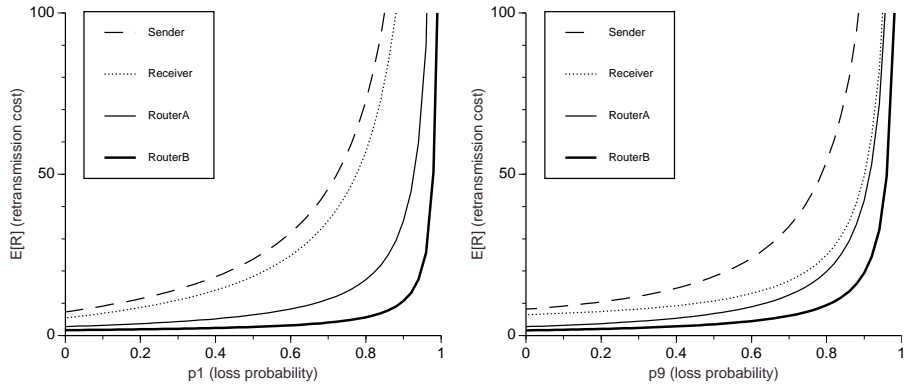 100
50
0
E[R] (retransmission cost)
Sender
Receiver
RouterA
RouterB
0 0.2 0.4 0.6 0.8 1
p1 (loss probability)
100
50
0
E[R] (retransmission cost)
Sender
Receiver
RouterA
RouterB
0 0.2 0.4 0.6 0.8 1
p9 (loss probability)